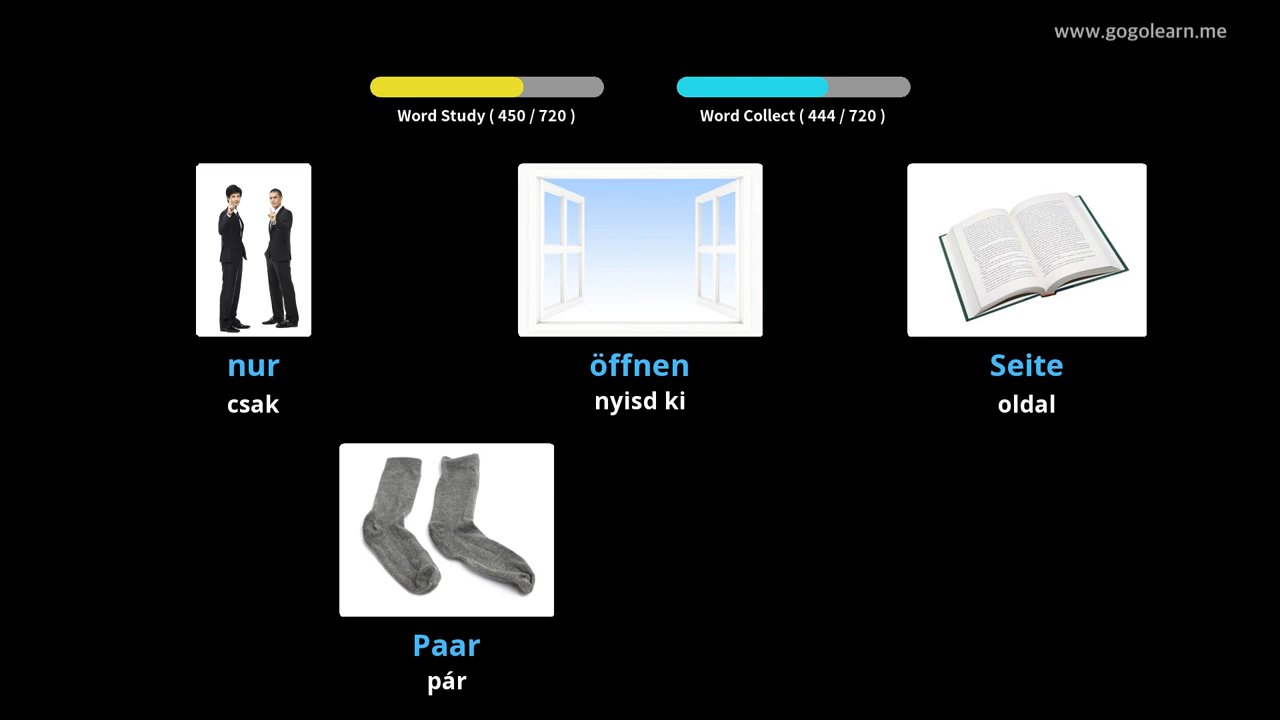 www.gogolearn.me
Word Study ( 450 / 720 )
Word Collect ( 444 / 720 )
nur
csak
öffnen
nyisd ki
Seite
oldal
Paar
pár